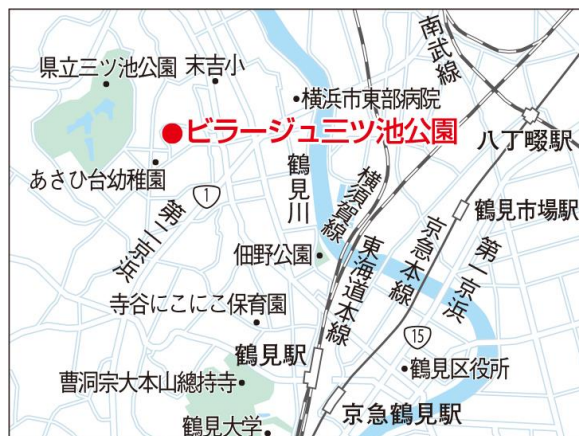 県立三ツ池公園
末吉小
南武線
横浜市東部病院
ビラージュ三ツ池公園
八丁畷駅
あさひ台幼稚園
1
鶴見川
横須賀線
鶴見市場駅
第二京浜
佃野公園
東海道本線
京急本線
第一京浜
寺谷にこにこ保育園
15
鶴見駅
鶴見区役所
曹洞宗大本山總持寺
京急鶴見駅
鶴見大学